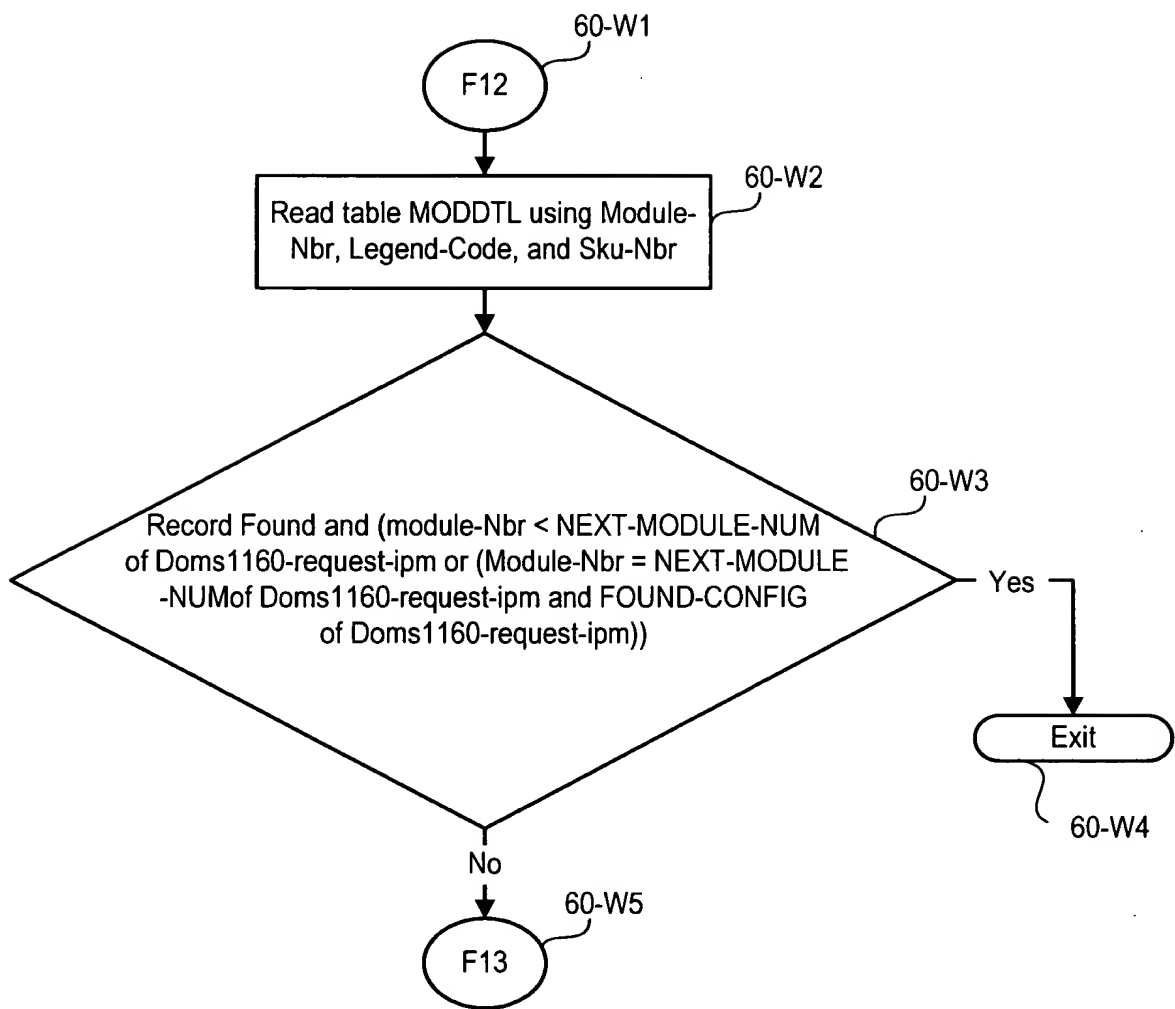 60-W1
F12
60-W2
Read table MODDTL using Module-
Nbr, Legend-Code, and Sku-Nbr
60-W3
Record Found and (module-Nbr < NEXT-MODULE-NUM
of Doms1160-request-ipm or (Module-Nbr = NEXT-MODULE
-NUMof Doms1160-request-ipm and FOUND-CONFIG
of Doms1160-request-ipm))
Yes
Exit
60-W4
No
60-W5
F13